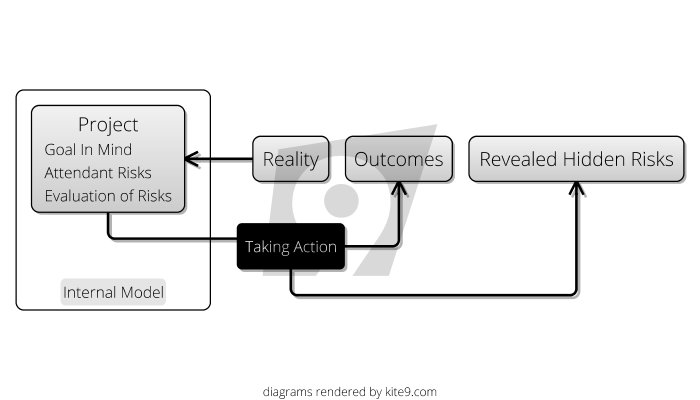 Project
Goal In Mind
Attendant Risks
Evaluation of Risks
Internal Model
Reality
Outcomes
Revealed Hidden Risks
Taking Action
diagrams rendered by kite9.com